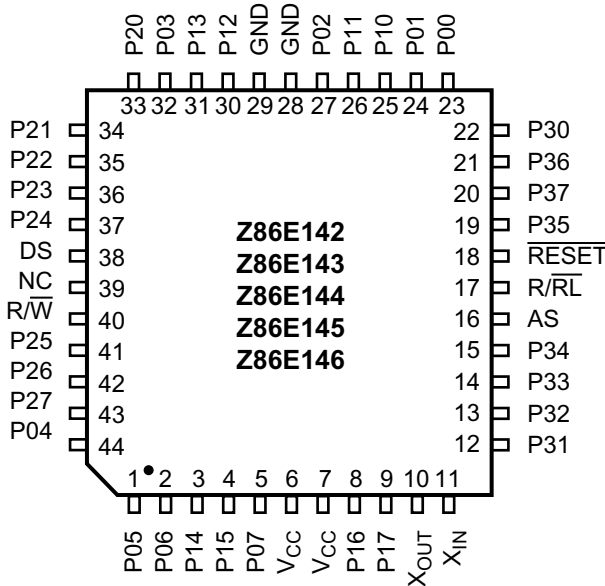 P20 P03 P13 P12 GND GND P02 P11 P10 P01 P00
33 32 31 30 29 28 27 26 25 24 23
P21 34 22 P30
P22 35 21 P36
P23 36 20 P37
P24 37 19 P35
Z86E142
DS 38 18 R̅E̅S̅E̅T̅
Z86E143
NC 39 17 R/R̅L̅
Z86E144
R/W̅ 40 16 AS
Z86E145
P25 41 15 P34
Z86E146
P26 42 14 P33
P27 43 13 P32
P04 44 12 P31
1 2 3 4 5 6 7 8 9 10 11
P05 P06 P14 P15 P07 VCC VCC P16 P17 XOUT XIN